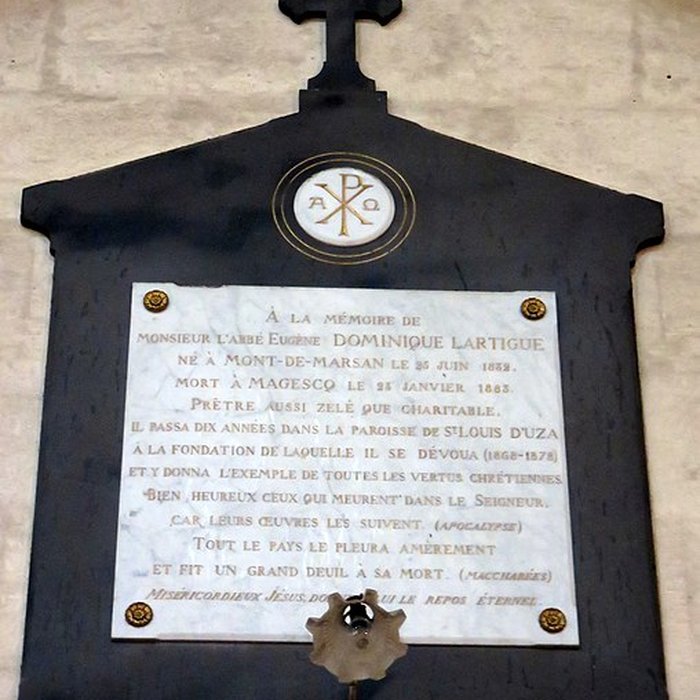 Α Ω
À LA MÉMOIRE DE
MONSIEUR L'ABBÉ EUGÈNE DOMINIQUE LARTIGUE
NÉ À MONT-DE-MARSAN LE 25 JUIN 1832.
MORT À MAGESCQ LE 23 JANVIER 1883.
PRÊTRE AUSSI ZELÉ QUE CHARITABLE,
IL PASSA DIX ANNÉES DANS LA PAROISSE DE ST LOUIS D'UZA
À LA FONDATION DE LAQUELLE IL SE DÉVOUA (1868-1878)
ET Y DONNA L'EXEMPLE DE TOUTES LES VERTUS CHRÉTIENNES
"BIEN HEUREUX CEUX QUI MEURENT DANS LE SEIGNEUR,
CAR LEURS ŒUVRES LES SUIVENT. (APOCALYPSE)
TOUT LE PAYS LE PLEURA AMÈREMENT
ET FIT UN GRAND DEUIL A SA MORT. (MACCHABÉES)
MISÉRICORDIEUX JÉSUS, LE REPOS ÉTERNEL